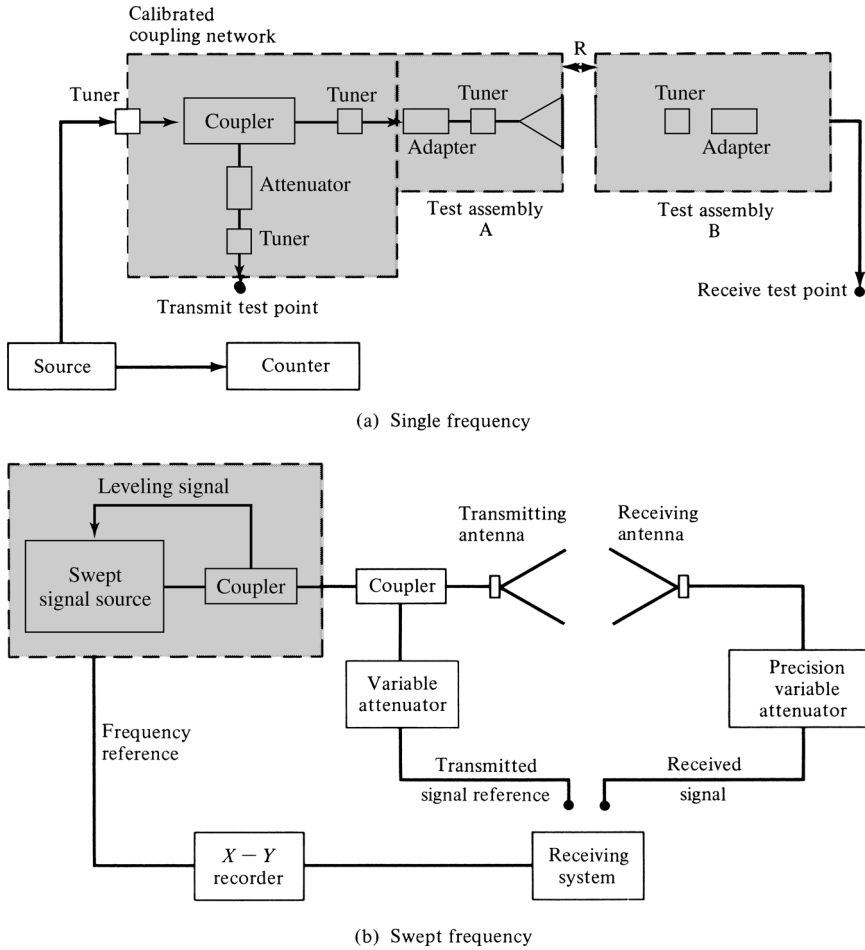 Calibrated
coupling network
R
Tuner
Tuner
Tuner
Tuner
Coupler
Adapter
Adapter
Attenuator
Test assembly
A
Test assembly
B
Tuner
Transmit test point
Receive test point
Source
Counter
(a) Single frequency
Leveling signal
Transmitting
antenna
Receiving
antenna
Swept
signal source
Coupler
Coupler
Variable
attenuator
Precision
variable
attenuator
Frequency
reference
Transmitted
signal reference
Received
signal
X – Y
recorder
Receiving
system
(b) Swept frequency